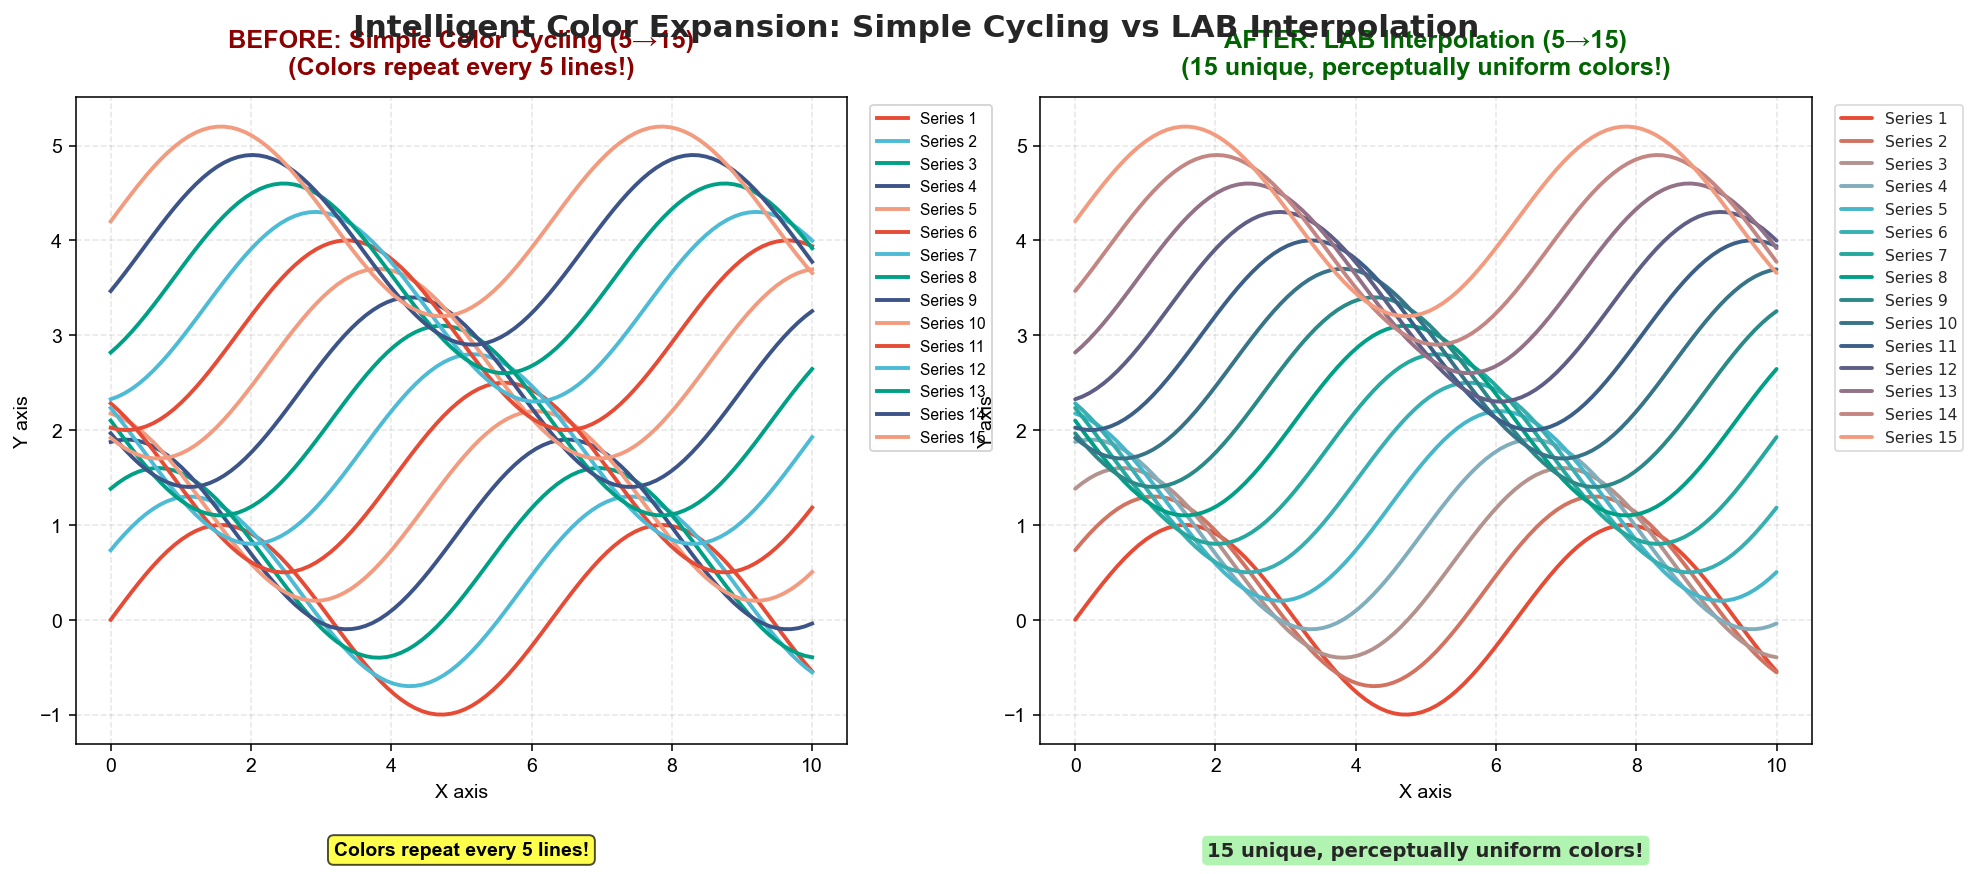 Intelligent Color Expansion: Simple Cycling vs LAB Interpolation
BEFORE: Simple Color Cycling (5→15)
(Colors repeat every 5 lines!)
5
4
3
2
1
0
−1
Y axis
0
2
4
6
8
10
X axis
Series 1
Series 2
Series 3
Series 4
Series 5
Series 6
Series 7
Series 8
Series 9
Series 10
Series 11
Series 12
Series 13
Series 14
Series 15
Colors repeat every 5 lines!
AFTER: LAB Interpolation (5→15)
(15 unique, perceptually uniform colors!)
5
4
3
2
1
0
−1
Y axis
0
2
4
6
8
10
X axis
Series 1
Series 2
Series 3
Series 4
Series 5
Series 6
Series 7
Series 8
Series 9
Series 10
Series 11
Series 12
Series 13
Series 14
Series 15
15 unique, perceptually uniform colors!